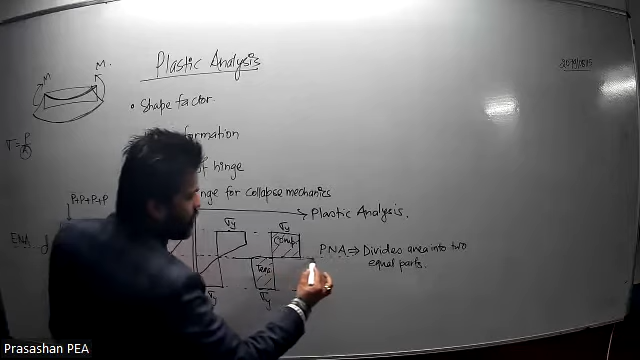 Plastic Analysis
M
M.
• Shape factor.
formation
of hinge
nge for collapse mechanics
P+P+P+P
Plastic Analysis.
σy
σy
ENA
Comp
PNA ⇒ Divides area into two
equal parts.
Tens
σy
Prasashan PEA